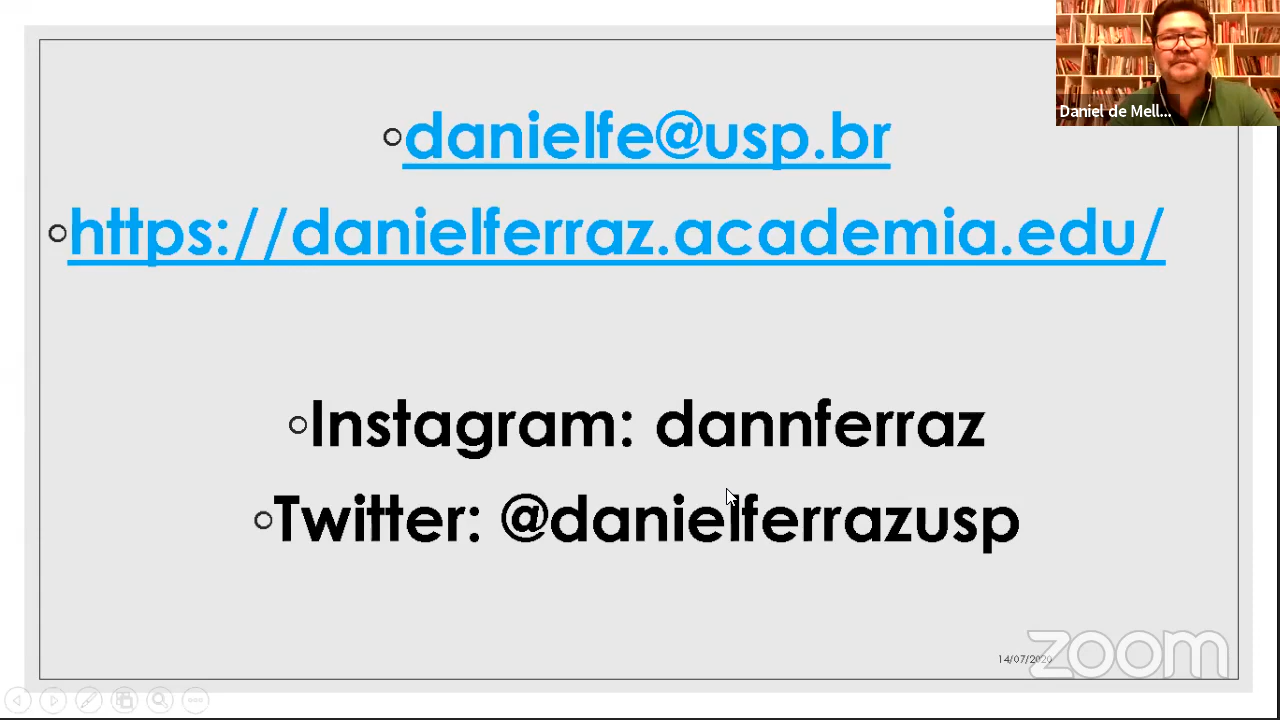 danielfe@usp.br
https://danielferraz.academia.edu/
Instagram: dannferraz
Twitter: @danielferrazusp
Daniel de Mell...
14/07/2020
zoom